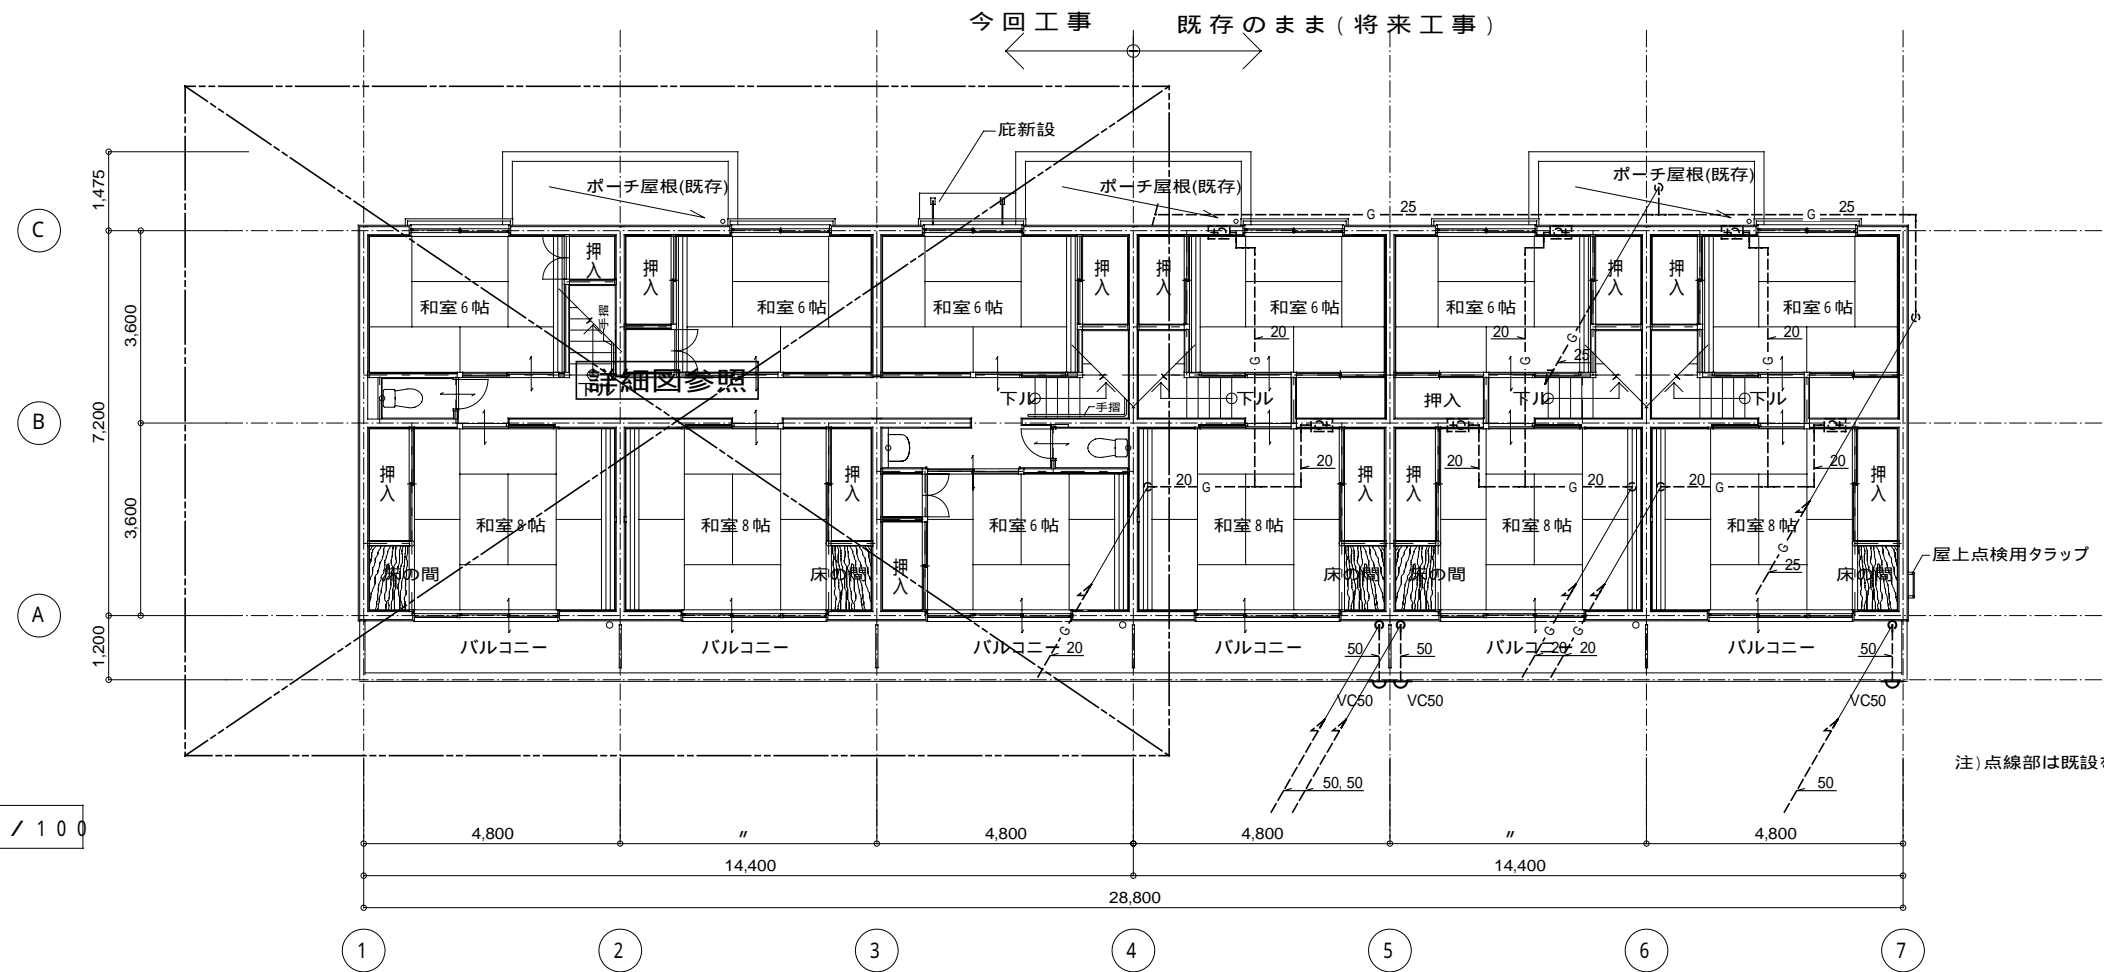 今回工事
既存のまま(将来工事)
庇新設
ポーチ屋根(既存)
ポーチ屋根(既存)
ポーチ屋根(既存)
1,475
C
G 25
G 25
押入
押入
押入
押入
押入
押入
和室6帖
和室6帖
和室6帖
和室6帖
和室6帖
和室6帖
手摺
3,600
20
20
20
G
G
G
G
25
G
詳細図参照
下ル
下ル
下ル
下ル
手摺
押入
B
7,200
押入
押入
押入
押入
押入
20
20
20
20 G
G 20
20 G
和室8帖
和室8帖
和室6帖
和室8帖
和室8帖
和室8帖
3,600
G
屋上点検用タラップ
床の間
床の間
押入
床の間
床の間
25
床の間
A
G
G
G
バルコニー
バルコニー
バルコニー
バルコニー
バルコニー
バルコニー
20
50
50
20
20
50
1,200
VC50
VC50
VC50
注)点線部は既設
50, 50
50
/100
4,800
〃
4,800
4,800
〃
4,800
14,400
14,400
28,800
1
2
3
4
5
6
7